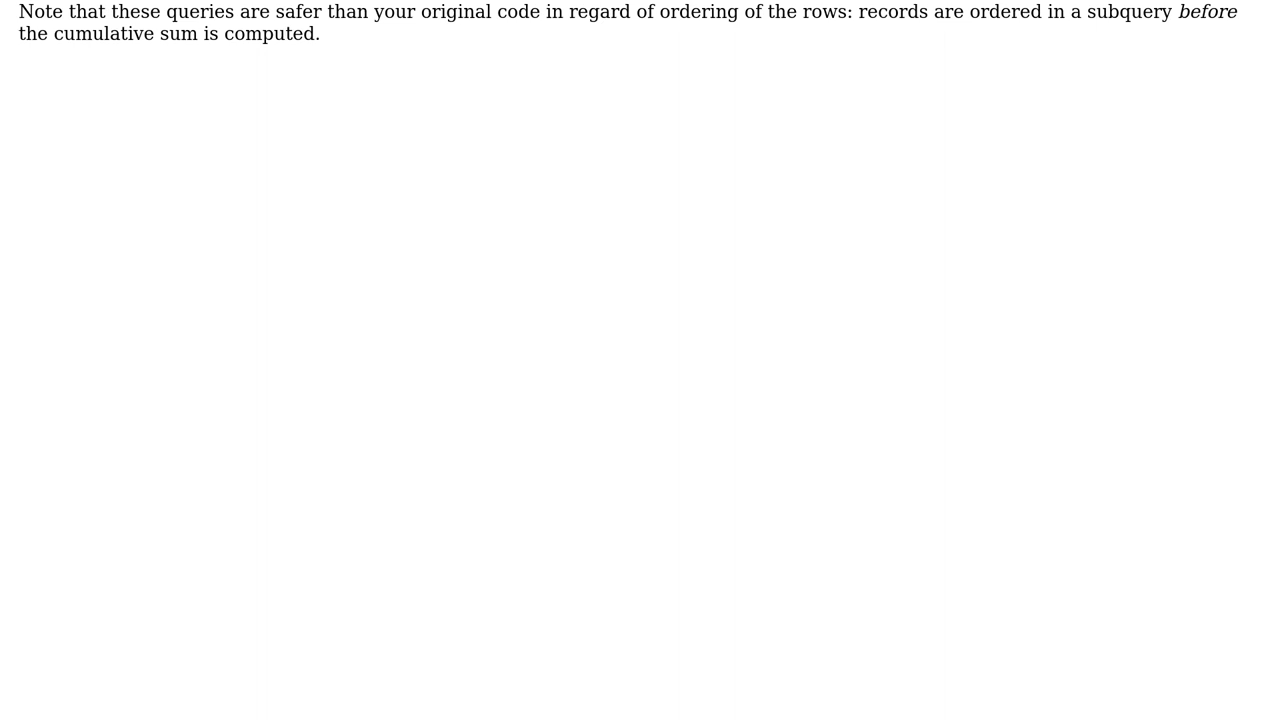 Note that these queries are safer than your original code in regard of ordering of the rows: records are ordered in a subquery before
the cumulative sum is computed.